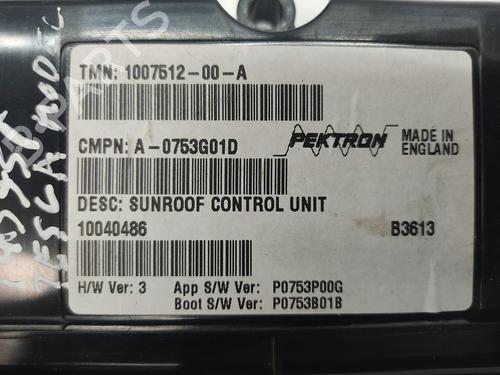 TMN: 1007512-00-A
CMPN: A-0753G01D
PEKTRON
MADE IN
ENGLAND
DESC: SUNROOF CONTROL UNIT
10040486
B3613
H/W Ver: 3 App S/W Ver: P0753P00G
Boot S/W Ver: P0753B01B
PARTS